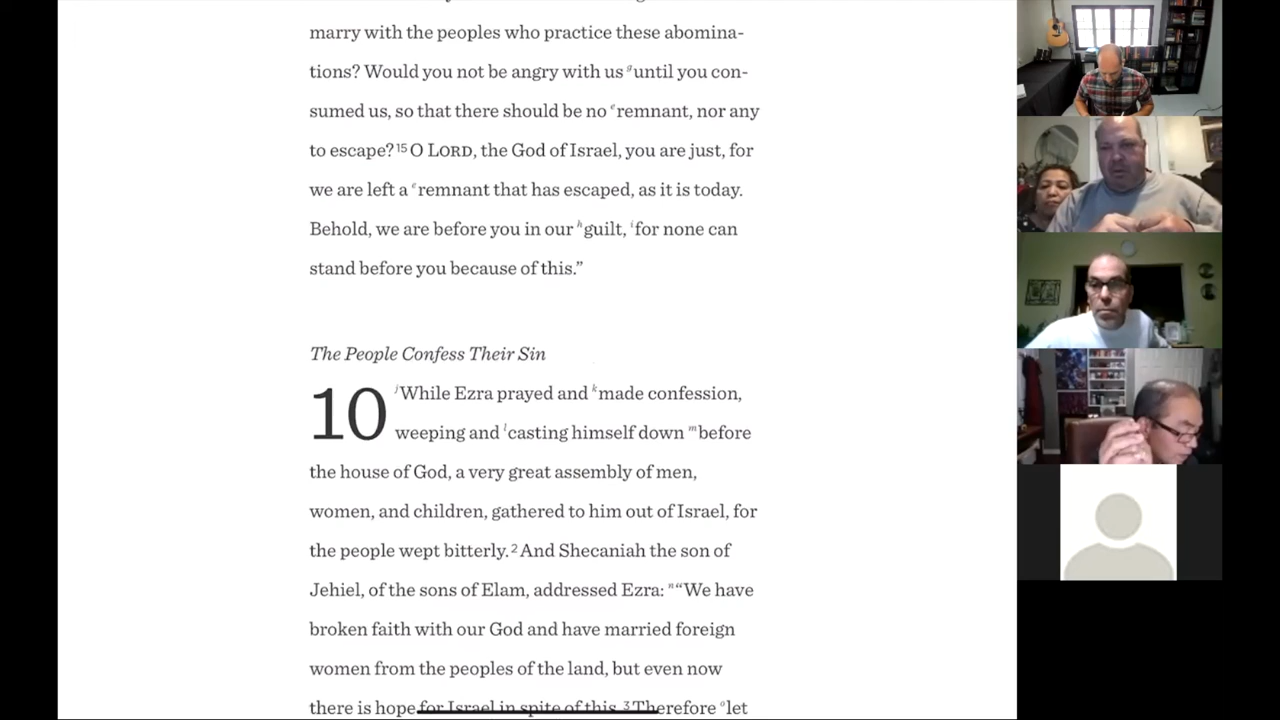 marry with the peoples who practice these abomina-
tions? Would you not be angry with us g until you con-
sumed us, so that there should be no e remnant, nor any
to escape? 15 O LORD, the God of Israel, you are just, for
we are left a e remnant that has escaped, as it is today.
Behold, we are before you in our h guilt, i for none can
stand before you because of this.”
The People Confess Their Sin
10 j While Ezra prayed and k made confession,
weeping and l casting himself down m before
the house of God, a very great assembly of men,
women, and children, gathered to him out of Israel, for
the people wept bitterly. 2 And Shecaniah the son of
Jehiel, of the sons of Elam, addressed Ezra: n “We have
broken faith with our God and have married foreign
women from the peoples of the land, but even now
there is hope for Israel in spite of this. 3 Therefore o let